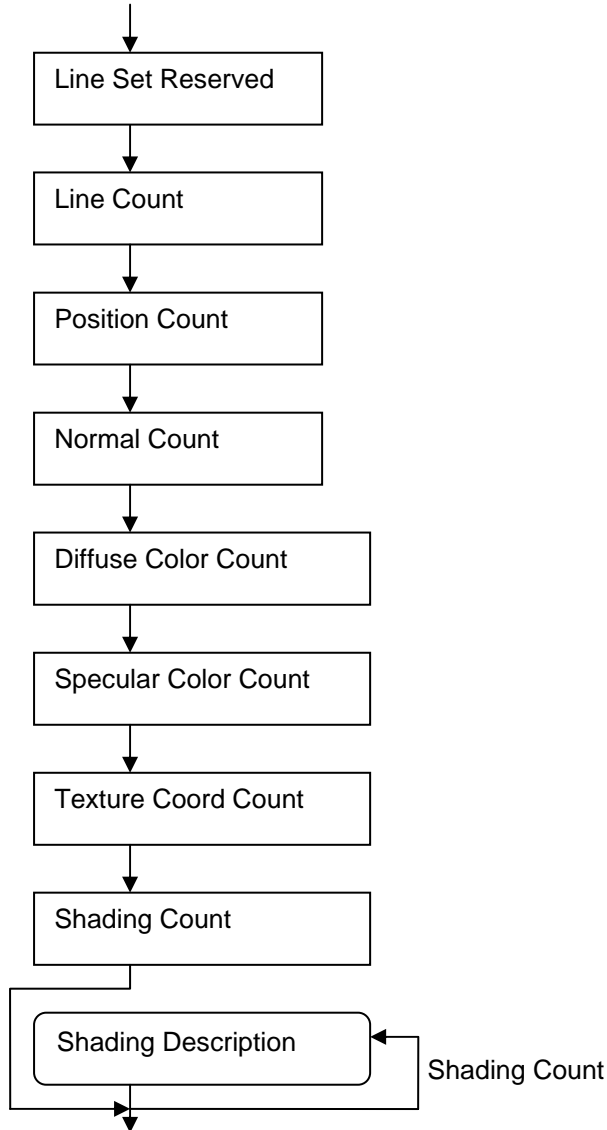 Line Set Reserved
Line Count
Position Count
Normal Count
Diffuse Color Count
Specular Color Count
Texture Coord Count
Shading Count
Shading Description
Shading Count